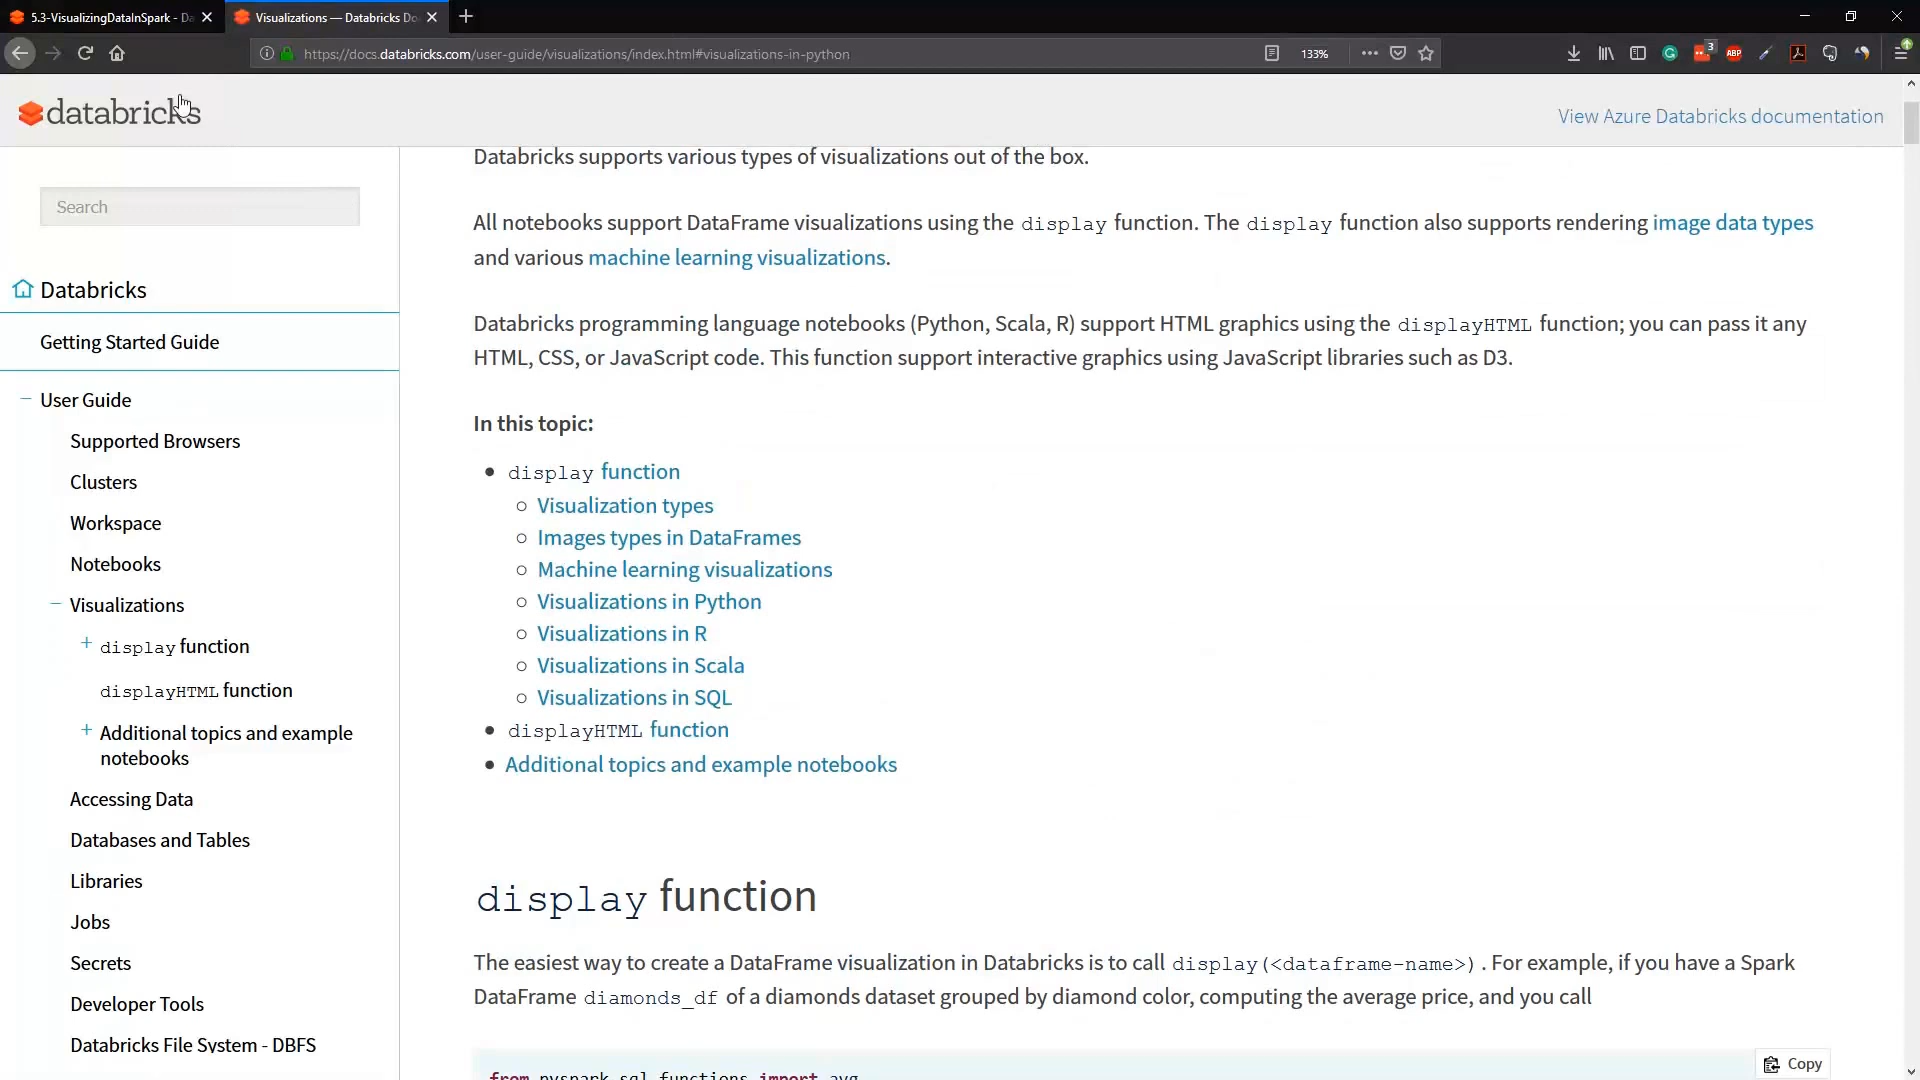 5.3-VisualizingDataInSpark - Da
Visualizations — Databricks Do
https://docs.databricks.com/user-guide/visualizations/index.html#visualizations-in-python
133%
3
ABP
databricks
View Azure Databricks documentation
Search
Databricks
Getting Started Guide
User Guide
Supported Browsers
Clusters
Workspace
Notebooks
Visualizations
display function
displayHTML function
Additional topics and example
notebooks
Accessing Data
Databases and Tables
Libraries
Jobs
Secrets
Developer Tools
Databricks File System - DBFS
Databricks supports various types of visualizations out of the box.
All notebooks support DataFrame visualizations using the display function. The display function also supports rendering image data types
and various machine learning visualizations.
Databricks programming language notebooks (Python, Scala, R) support HTML graphics using the displayHTML function; you can pass it any
HTML, CSS, or JavaScript code. This function support interactive graphics using JavaScript libraries such as D3.
In this topic:
display function
Visualization types
Images types in DataFrames
Machine learning visualizations
Visualizations in Python
Visualizations in R
Visualizations in Scala
Visualizations in SQL
displayHTML function
Additional topics and example notebooks
display function
The easiest way to create a DataFrame visualization in Databricks is to call display(<dataframe-name>). For example, if you have a Spark
DataFrame diamonds_df of a diamonds dataset grouped by diamond color, computing the average price, and you call
Copy
from pyspark.sql.functions import avg